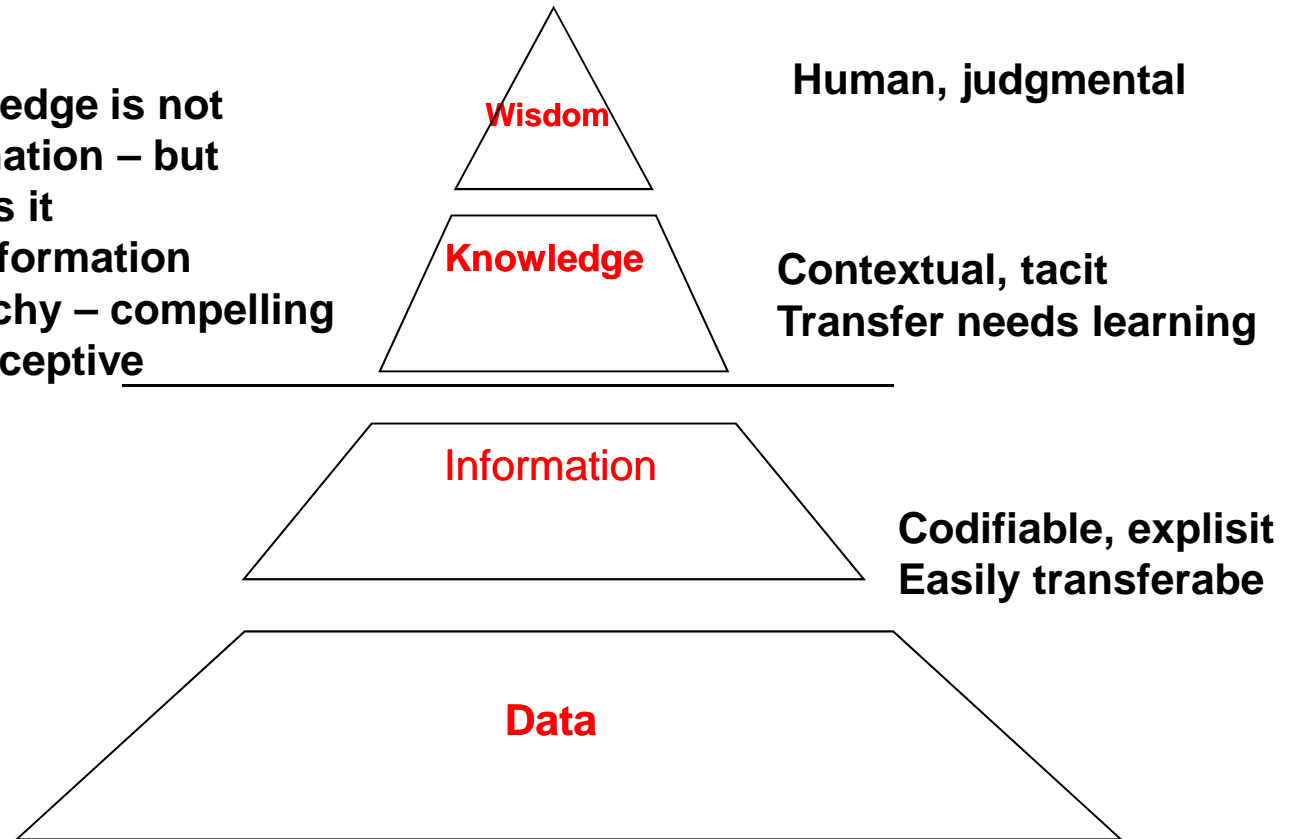 Human, judgmental
edge is not
ation – but
s it
formation
chy – compelling
ceptive
Wisdom
Knowledge
Contextual, tacit
Transfer needs learning
Information
Codifiable, explisit
Easily transferabe
Data